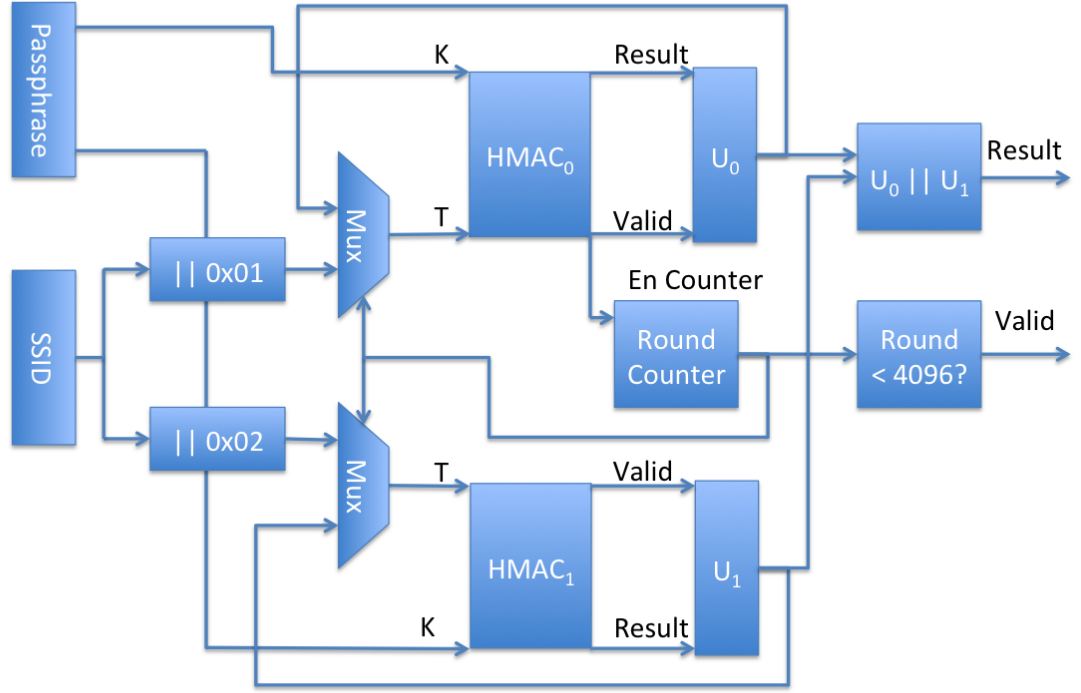 Passphrase
K
Result
HMAC0
U0
U0 || U1
Result
Mux
T
Valid
|| 0x01
En Counter
SSID
Round
Counter
Round
< 4096?
Valid
|| 0x02
Mux
T
Valid
HMAC1
U1
K
Result